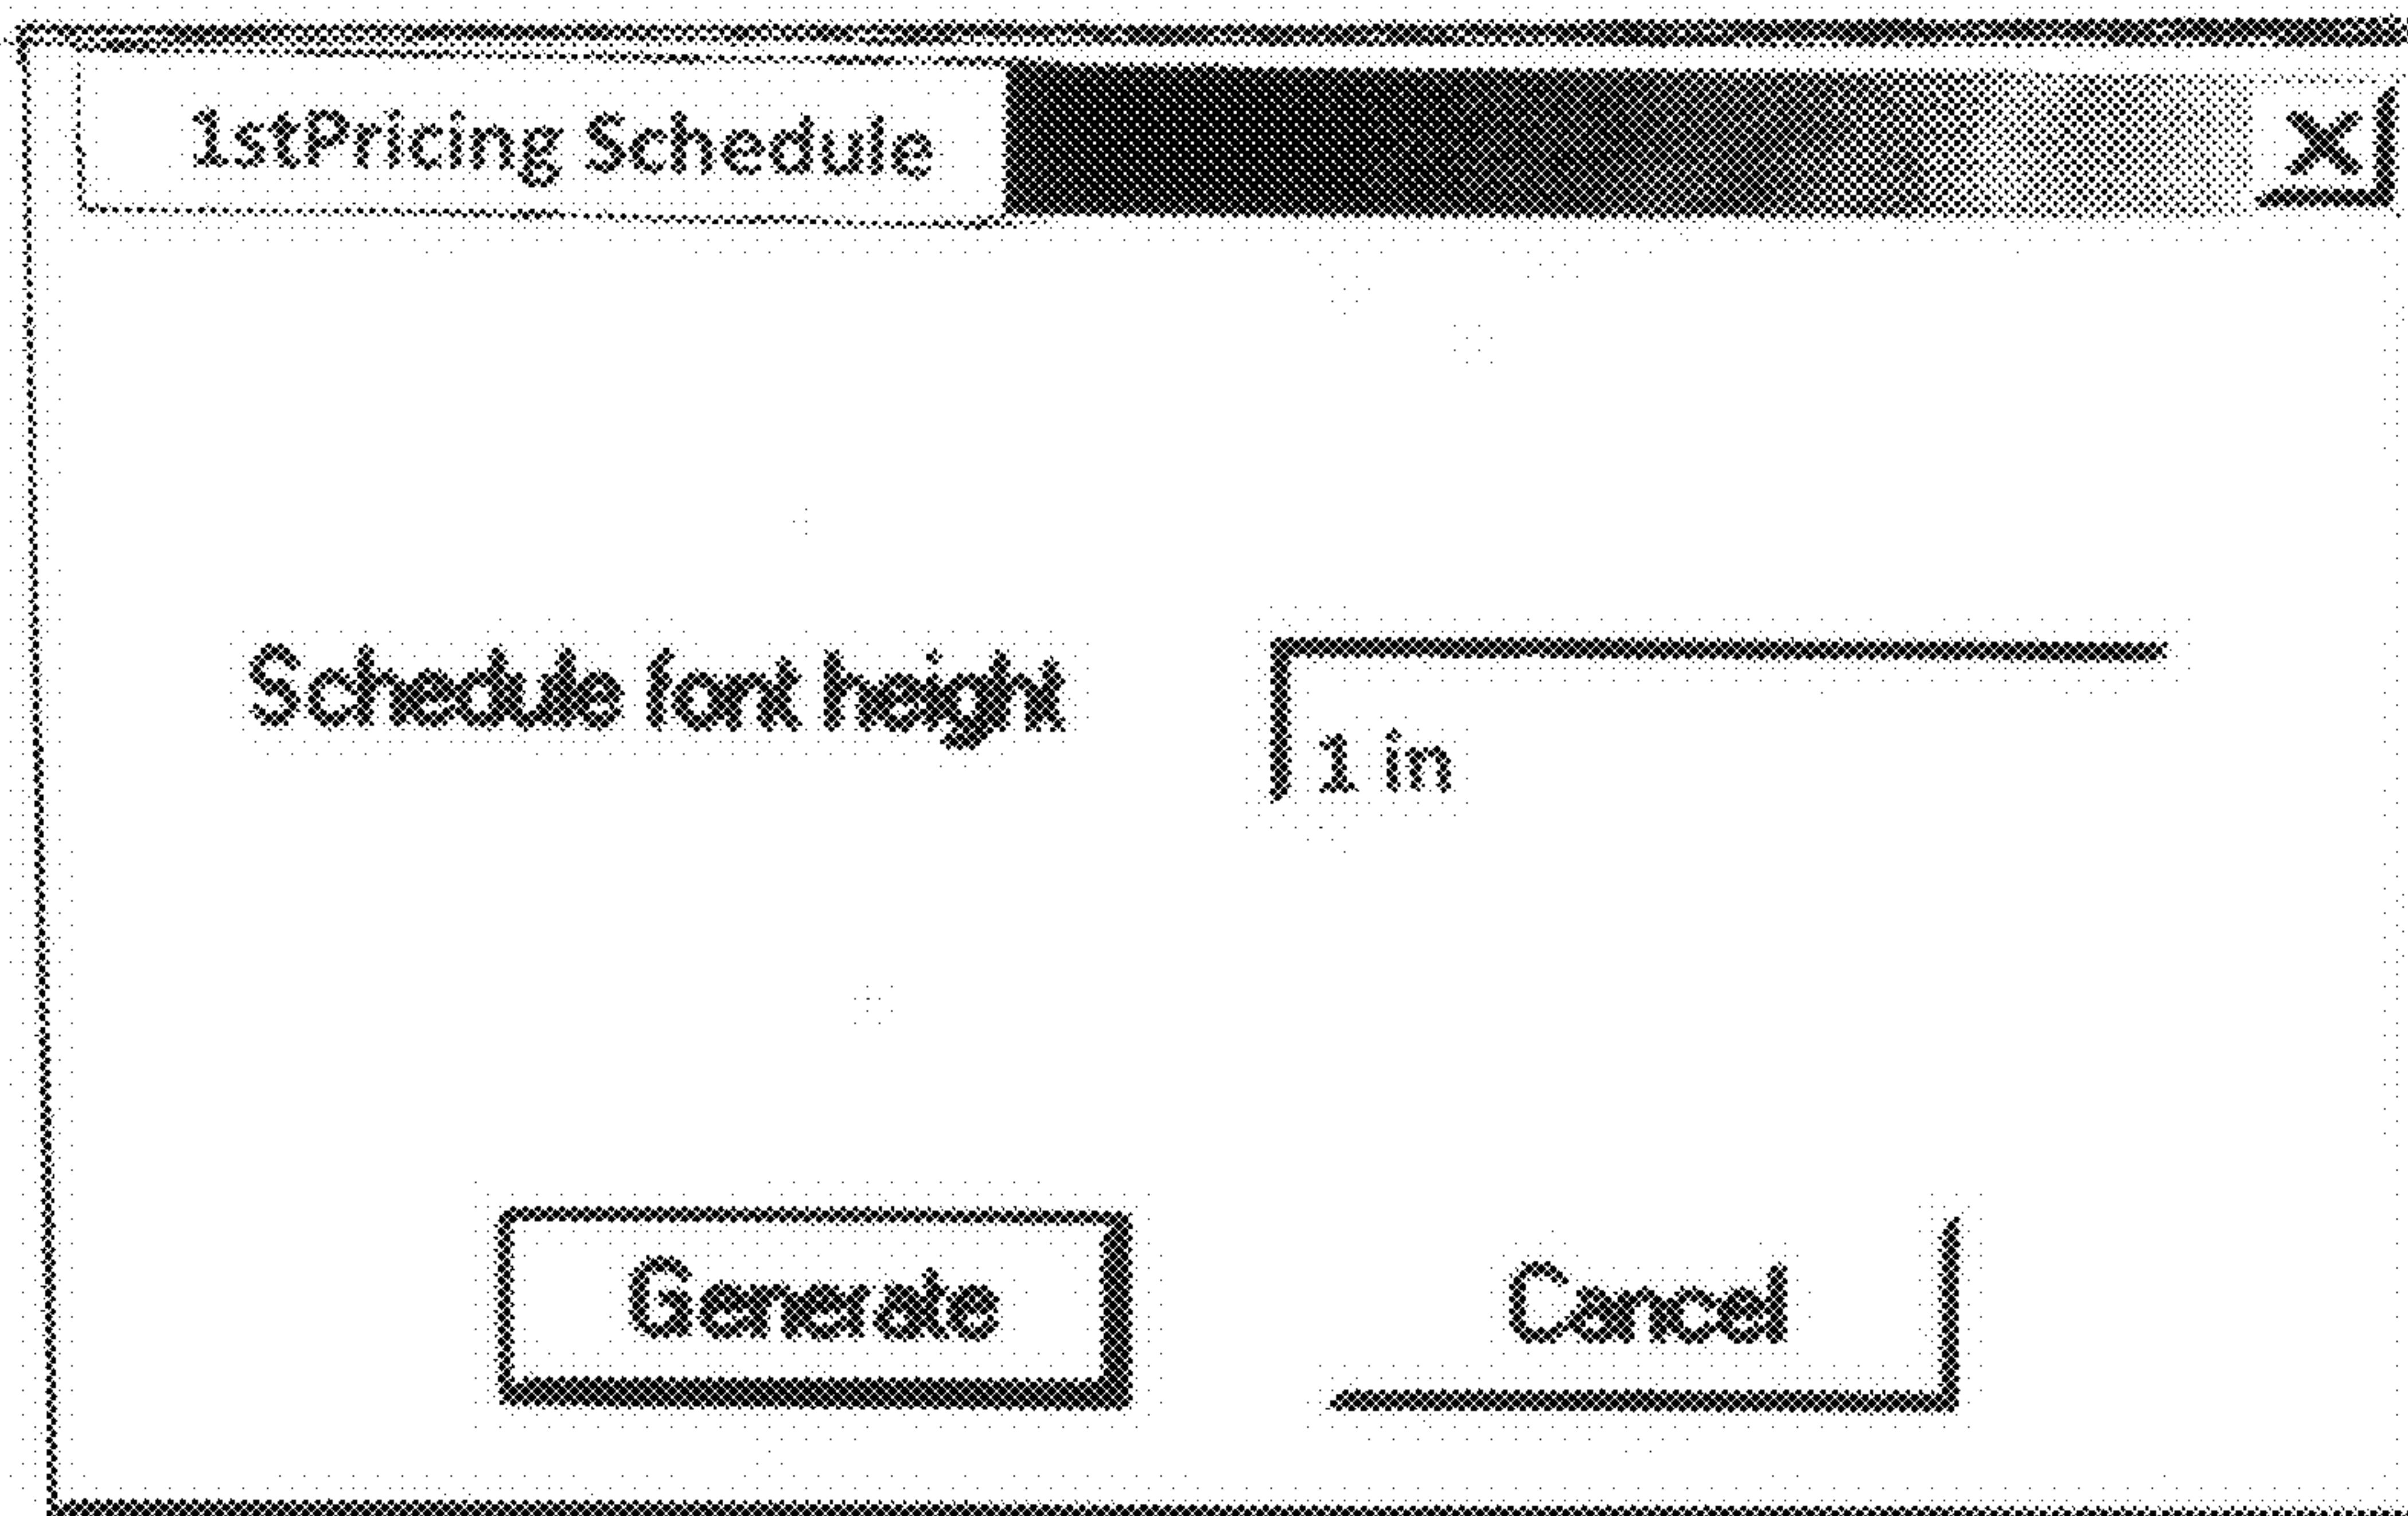 1stPricing Schedule
Schedule font height
1 in
Generate
Cancel